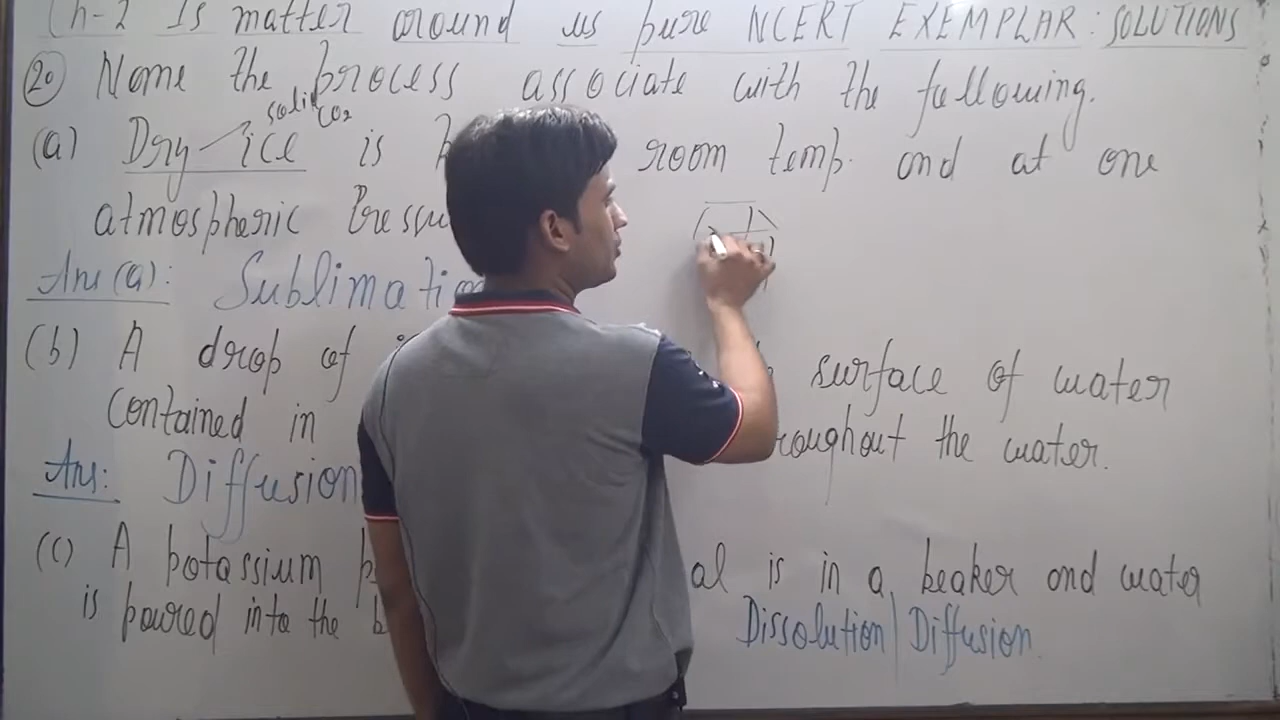 Ch-2 Is matter around us pure NCERT EXEMPLAR: SOLUTIONS
20 Name the process associate with the following.
solid CO2
(a) Dry ice is room temp. and at one
atmospheric Pressu
Ans(a): Sublimation
(b) A drop of surface of water
contained in roughout the water.
Ans: Diffusion
(c) A potassium p al is in a beaker and water
is poured into the b Dissolution | Diffusion.